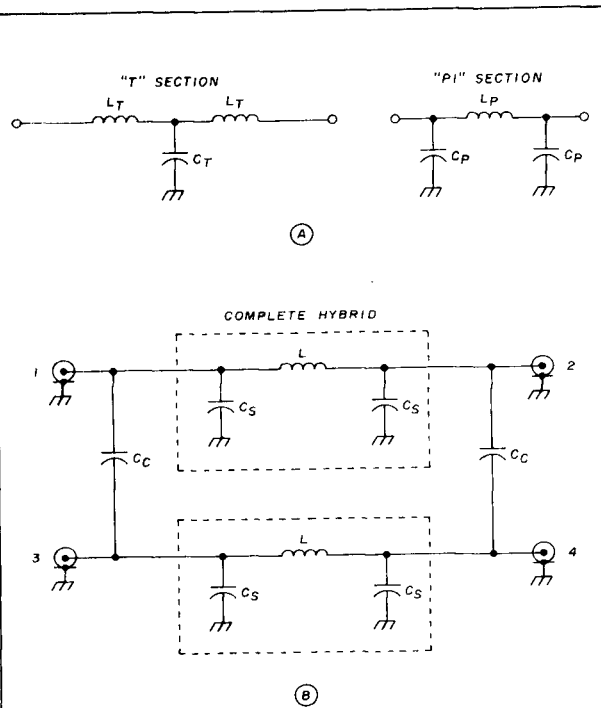 "T" SECTION
"PI" SECTION
LT
LT
LP
CT
CP
CP
A
COMPLETE HYBRID
1
L
2
CS
CS
CC
CC
3
L
4
CS
CS
B